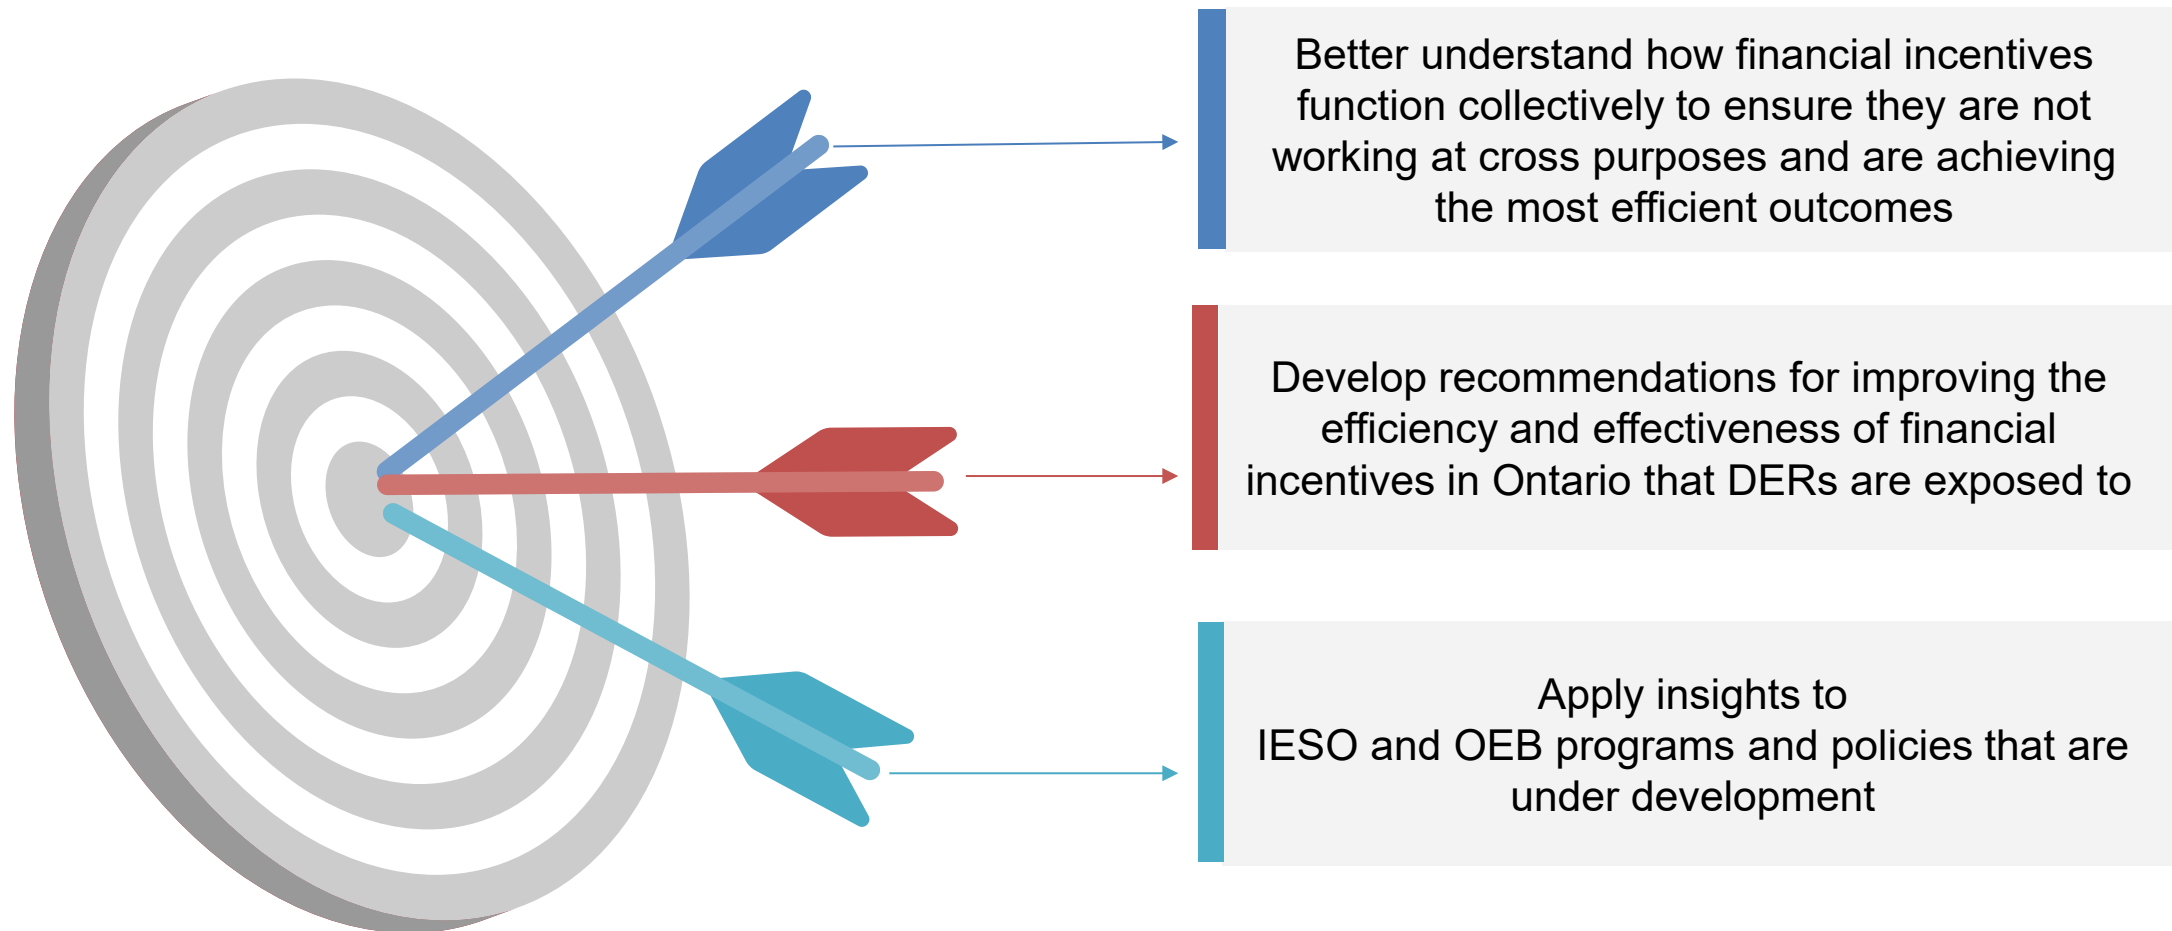 Better understand how financial incentives
function collectively to ensure they are not
working at cross purposes and are achieving
the most efficient outcomes
Develop recommendations for improving the
efficiency and effectiveness of financial
incentives in Ontario that DERs are exposed to
Apply insights to
IESO and OEB programs and policies that are
under development